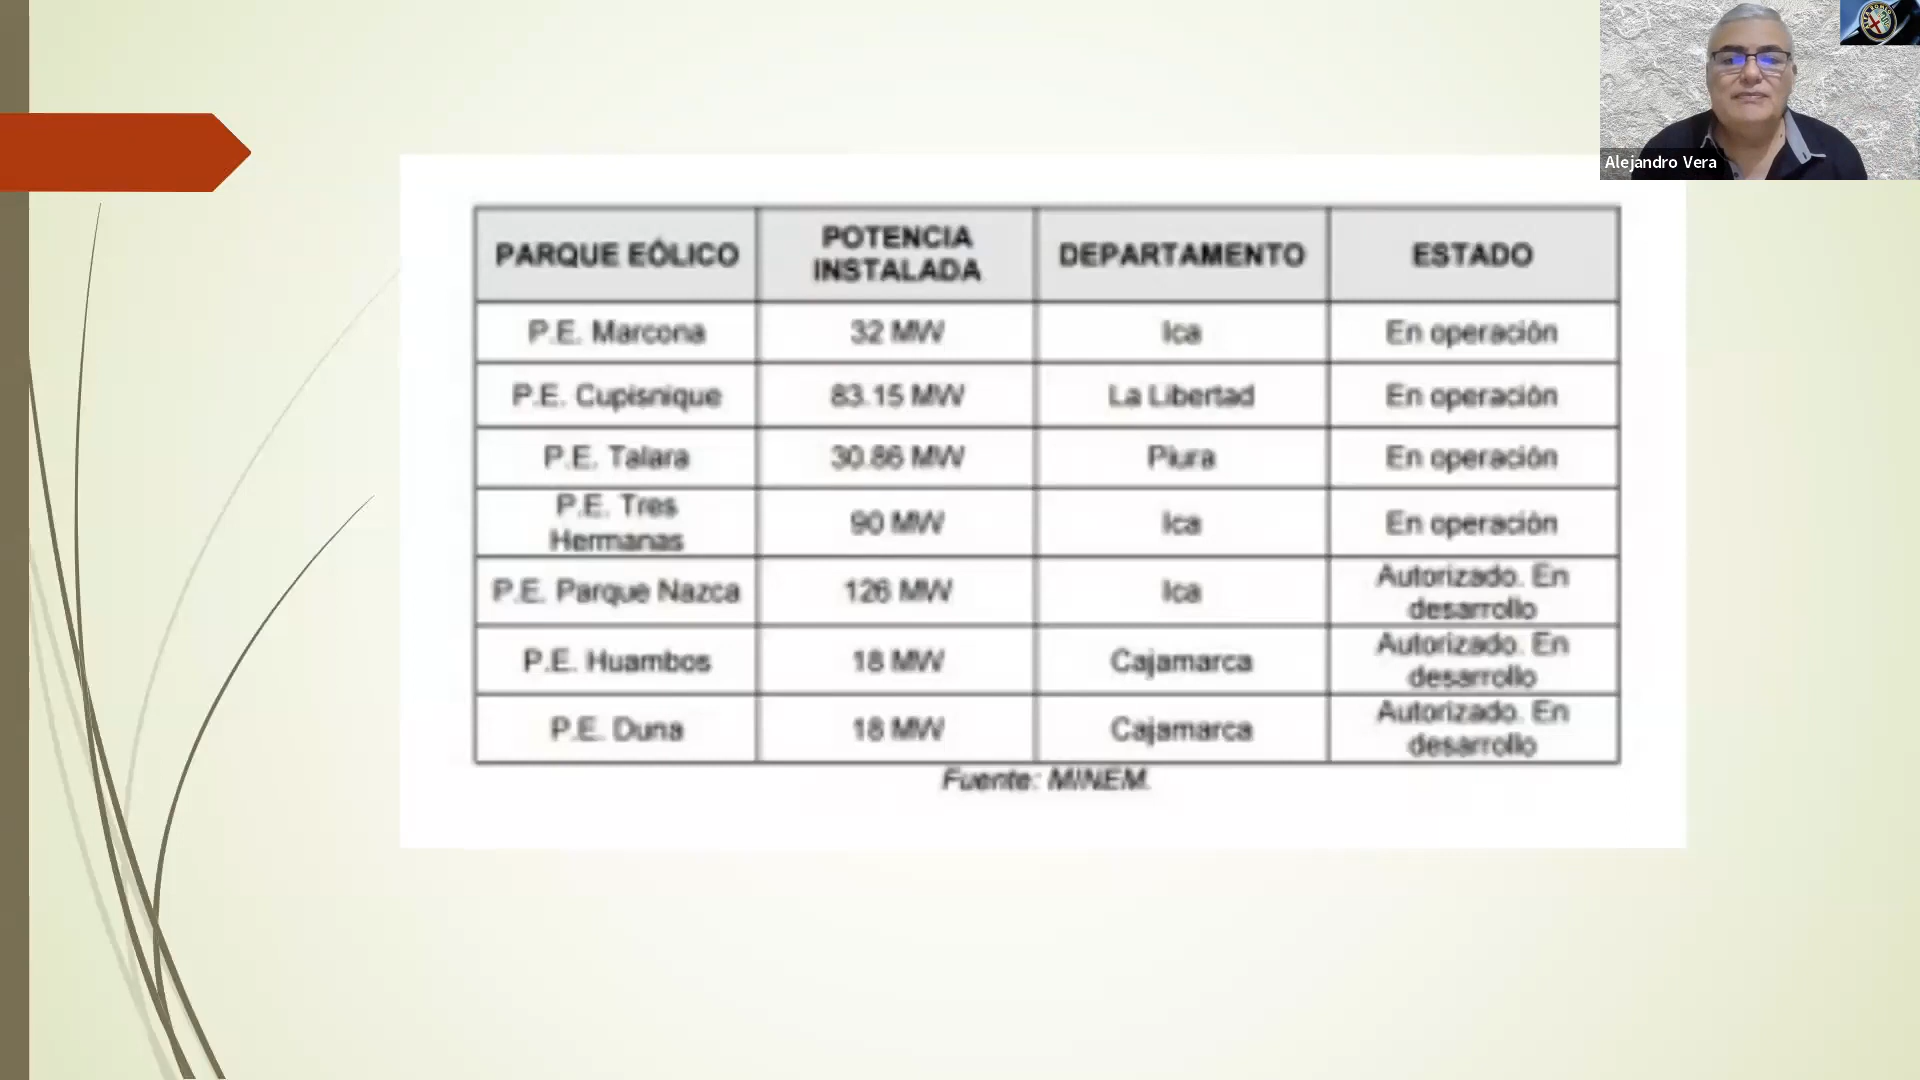 Alejandro Vera
PARQUE EÓLICO
POTENCIA
INSTALADA
DEPARTAMENTO
ESTADO
P.E. Marcona
32 MW
Ica
En operación
P.E. Cupisnique
83.15 MW
La Libertad
En operación
P.E. Talara
30.86 MW
Piura
En operación
P.E. Tres
Hermanas
90 MW
Ica
En operación
P.E. Parque Nazca
126 MW
Ica
Autorizado. En
desarrollo
P.E. Huambos
18 MW
Cajamarca
Autorizado. En
desarrollo
P.E. Duna
18 MW
Cajamarca
Autorizado. En
desarrollo
Fuente: MINEM.